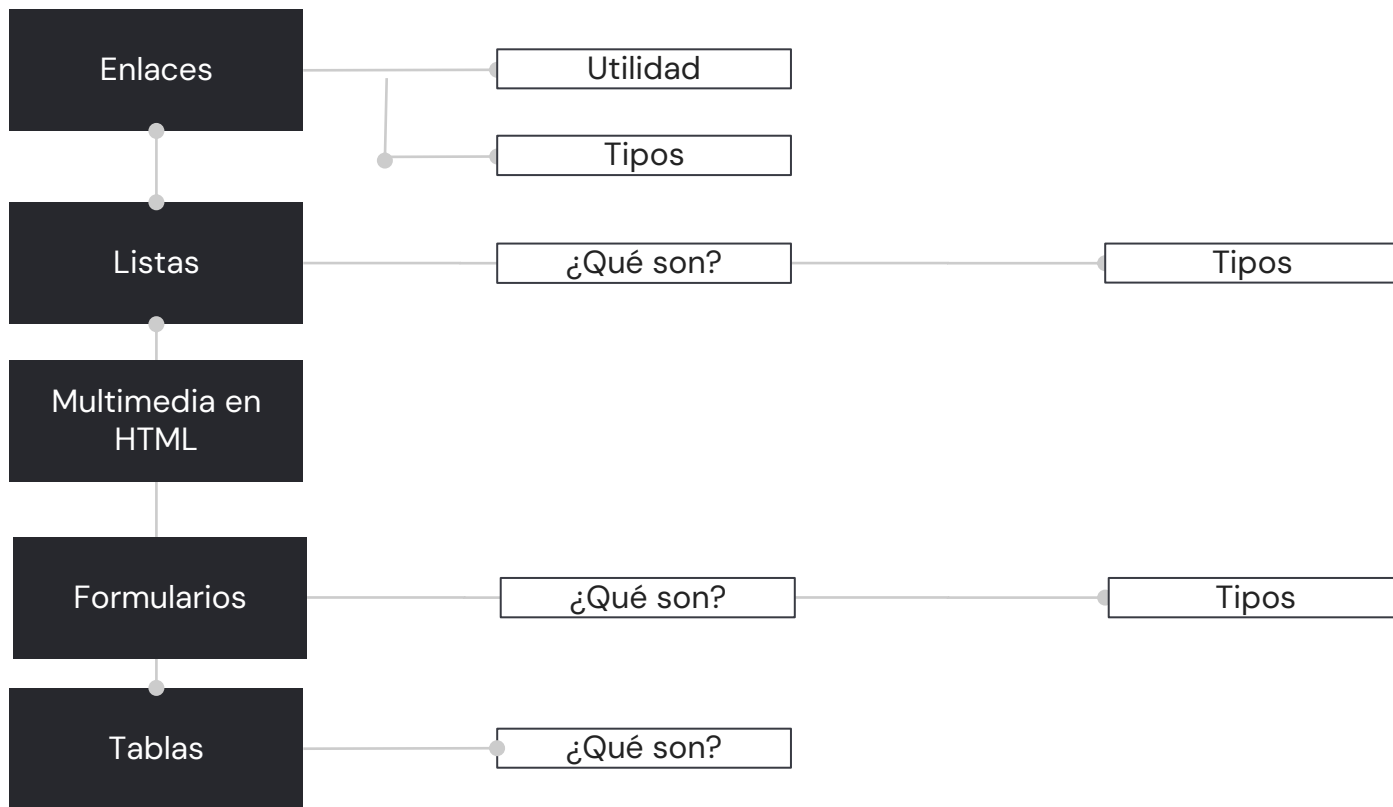 Enlaces
Utilidad
Tipos
Listas
¿Qué son?
Tipos
Multimedia en
HTML
Formularios
¿Qué son?
Tipos
Tablas
¿Qué son?